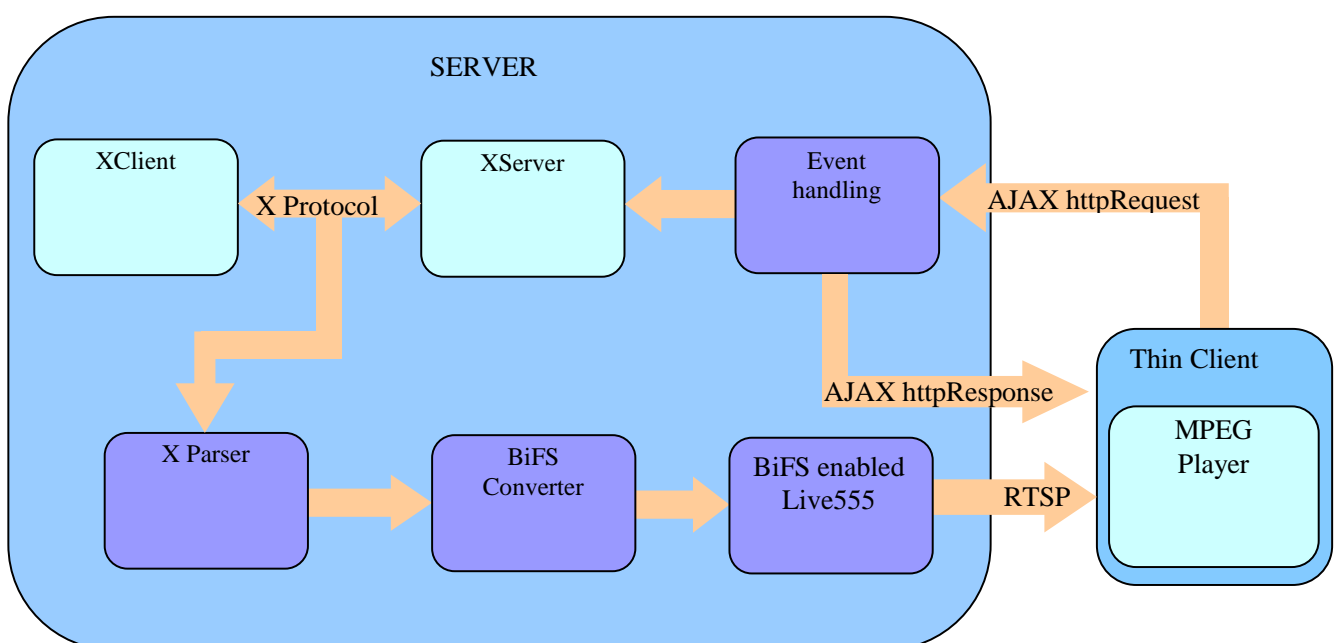 SERVER
XClient
XServer
Event
handling
X Protocol
AJAX httpRequest
Thin Client
AJAX httpResponse
MPEG
Player
X Parser
BiFS
Converter
BiFS enabled
Live555
RTSP